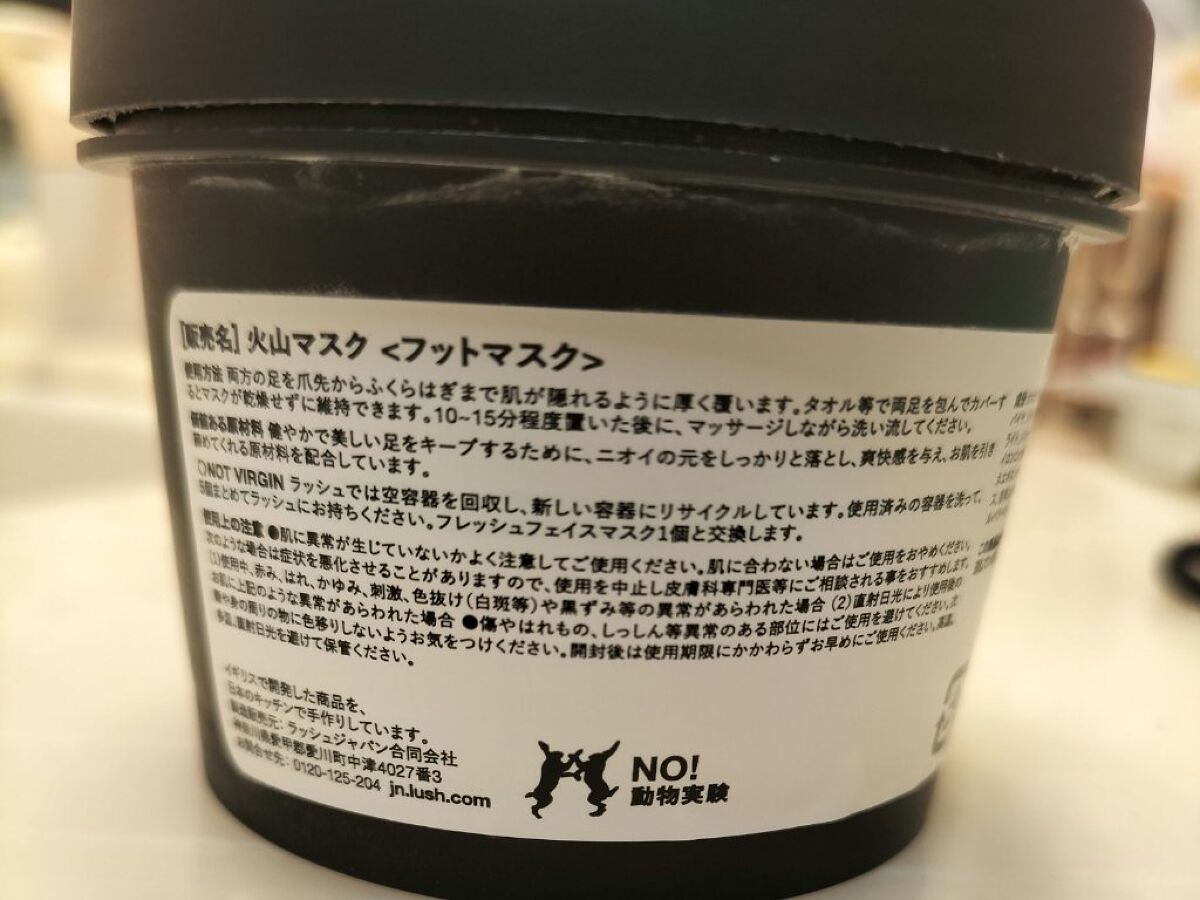 [販売名] 火山マスク <フットマスク>
使用方法 両方の足を爪先からふくらはぎまで肌が隠れるように厚く覆います。タオル等で両足を包んでカバーす
るとマスクが乾燥せずに維持できます。10~15分程度置いた後に、マッサージしながら洗い流してください。
価値ある原材料 健やかで美しい足をキープするために、ニオイの元をしっかりと落とし、爽快感を与え、お肌を引き
締めてくれる原材料を配合しています。
○NOT VIRGIN ラッシュでは空容器を回収し、新しい容器にリサイクルしています。使用済みの容器を洗って、
5個まとめてラッシュにお持ちください。フレッシュフェイスマスク1個と交換します。
使用上の注意 ●肌に異常が生じていないかよく注意してご使用ください。肌に合わない場合はご使用をおやめください。
次のような場合は症状を悪化させることがありますので、使用を中止し皮膚科専門医等にご相談される事をおすすめします。
(1)使用中、赤み、はれ、かゆみ、刺激、色抜け(白斑等)や黒ずみ等の異常があらわれた場合 (2)直射日光により使用後の
お肌に上記のような異常があらわれた場合 ●傷やはれもの、しっしん等異常のある部位にはご使用を避けてください。
服や身の周りの物に色移りしないようお気をつけください。開封後は使用期限にかかわらずお早めにご使用ください。高温、
多湿、直射日光を避けて保管ください。
イギリスで開発した商品を、
日本のキッチンで手作りしています。
製造販売元: ラッシュジャパン合同会社
神奈川県愛甲郡愛川町中津4027番3
お問合せ先: 0120-125-204 jn.lush.com
NO!
動物実験